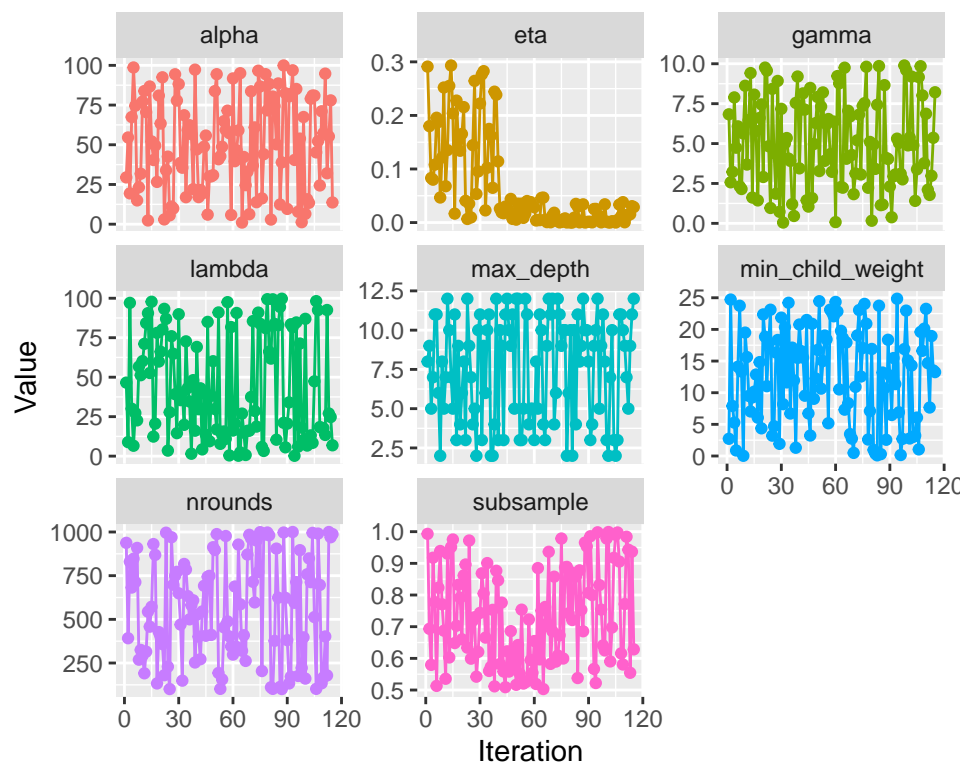 alpha eta gamma
100 0.3 10.0
75 0.2 7.5
50 0.1 5.0
25 0.0 2.5
0 0.0
lambda max_depth min_child_weight
100 12.5 25
75 10.0 20
50 7.5 15
25 5.0 10
0 2.5 5
0
0 30 60 90 120
nrounds subsample
1000 1.0
750 0.9
500 0.8
250 0.7
0.6
0.5
0 30 60 90 120 0 30 60 90 120
Value
Iteration